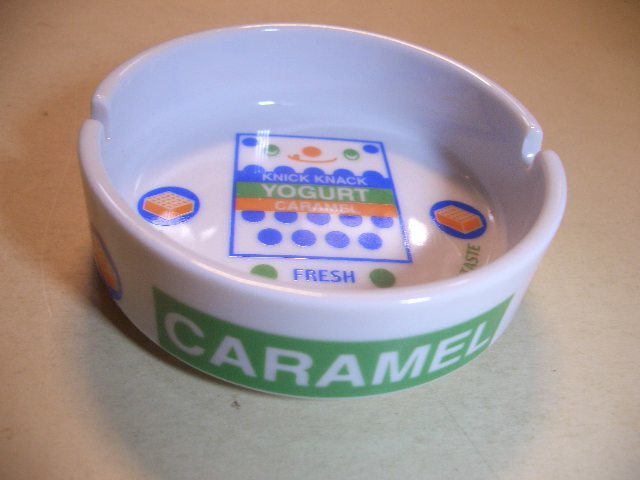 KNICK KNACK
YOGURT
CARAMEL
FRESH
TASTE
CARAMEL